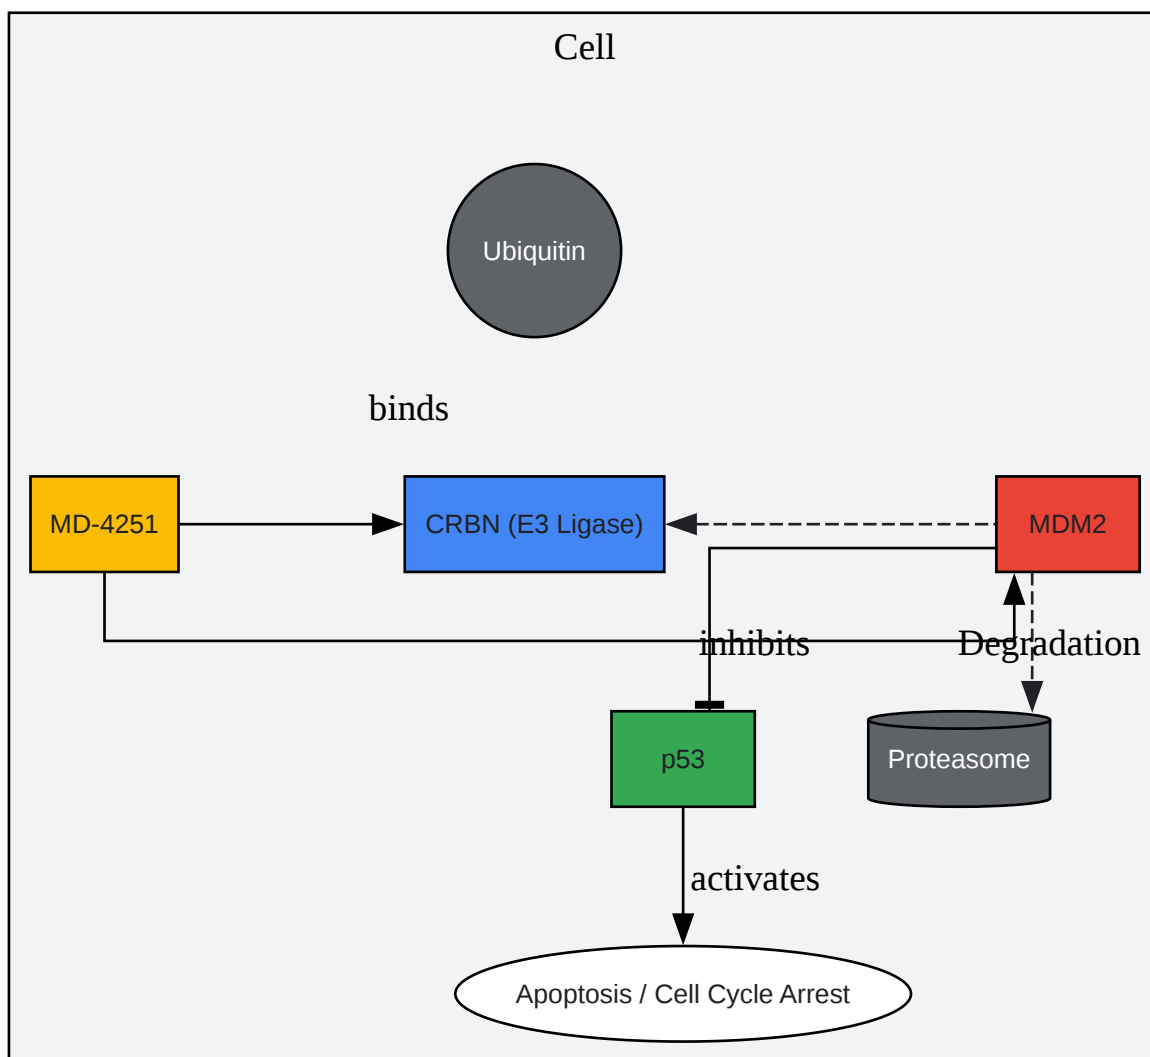 Cell
Ubiquitin
binds
MD-4251
CRBN (E3 Ligase)
MDM2
inhibits
Degradation
p53
Proteasome
activates
Apoptosis / Cell Cycle Arrest